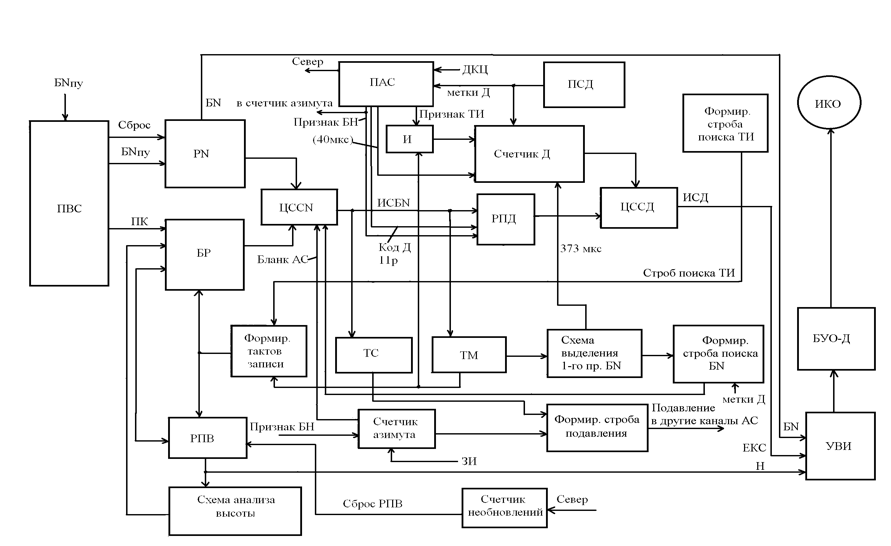 Север
ПАС
ДКЦ
ПСД
метки Д
БNпу
БN
в счетчик азимута
Признак БН
(40мкс)
Признак ТИ
Формир.
строба
поиска ТИ
ИКО
Сброс
БNпу
РN
И
Счетчик Д
ПВС
ЦССN
ИСБN
РПД
ЦССД
ИСД
ПК
БР
Бланк АС
Код Д
11р
373 мкс
Строб поиска ТИ
Формир.
тактов
записи
ТС
ТМ
Схема
выделения
1-го пр. БN
Формир.
строба поиска
БN
БУО-Д
метки Д
РПВ
Признак БН
Счетчик
азимута
Формир. строба
подавления
Подавление
в другие каналы АС
БN
ЕКС
Н
УВИ
ЗИ
Схема анализа
высоты
Сброс РПВ
Счетчик
необновлений
Север